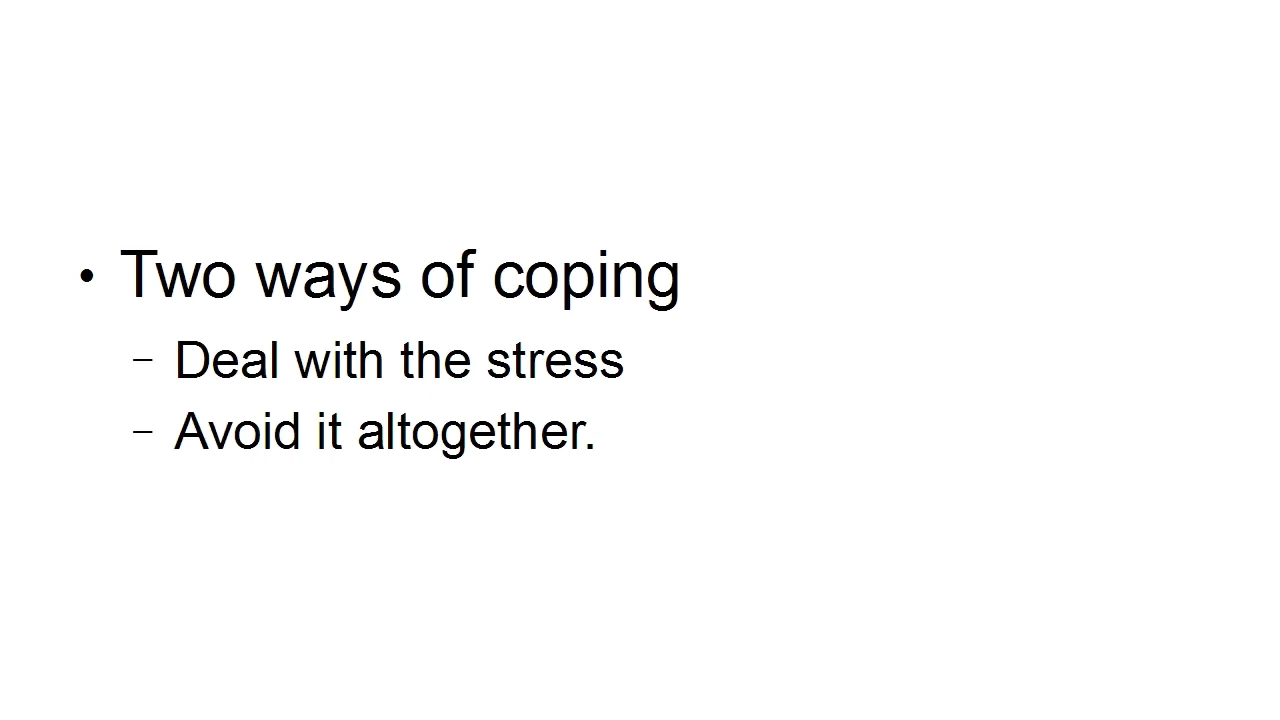 • Two ways of coping
– Deal with the stress
– Avoid it altogether.